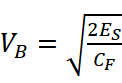 V_B = √(2E_S / C_F)